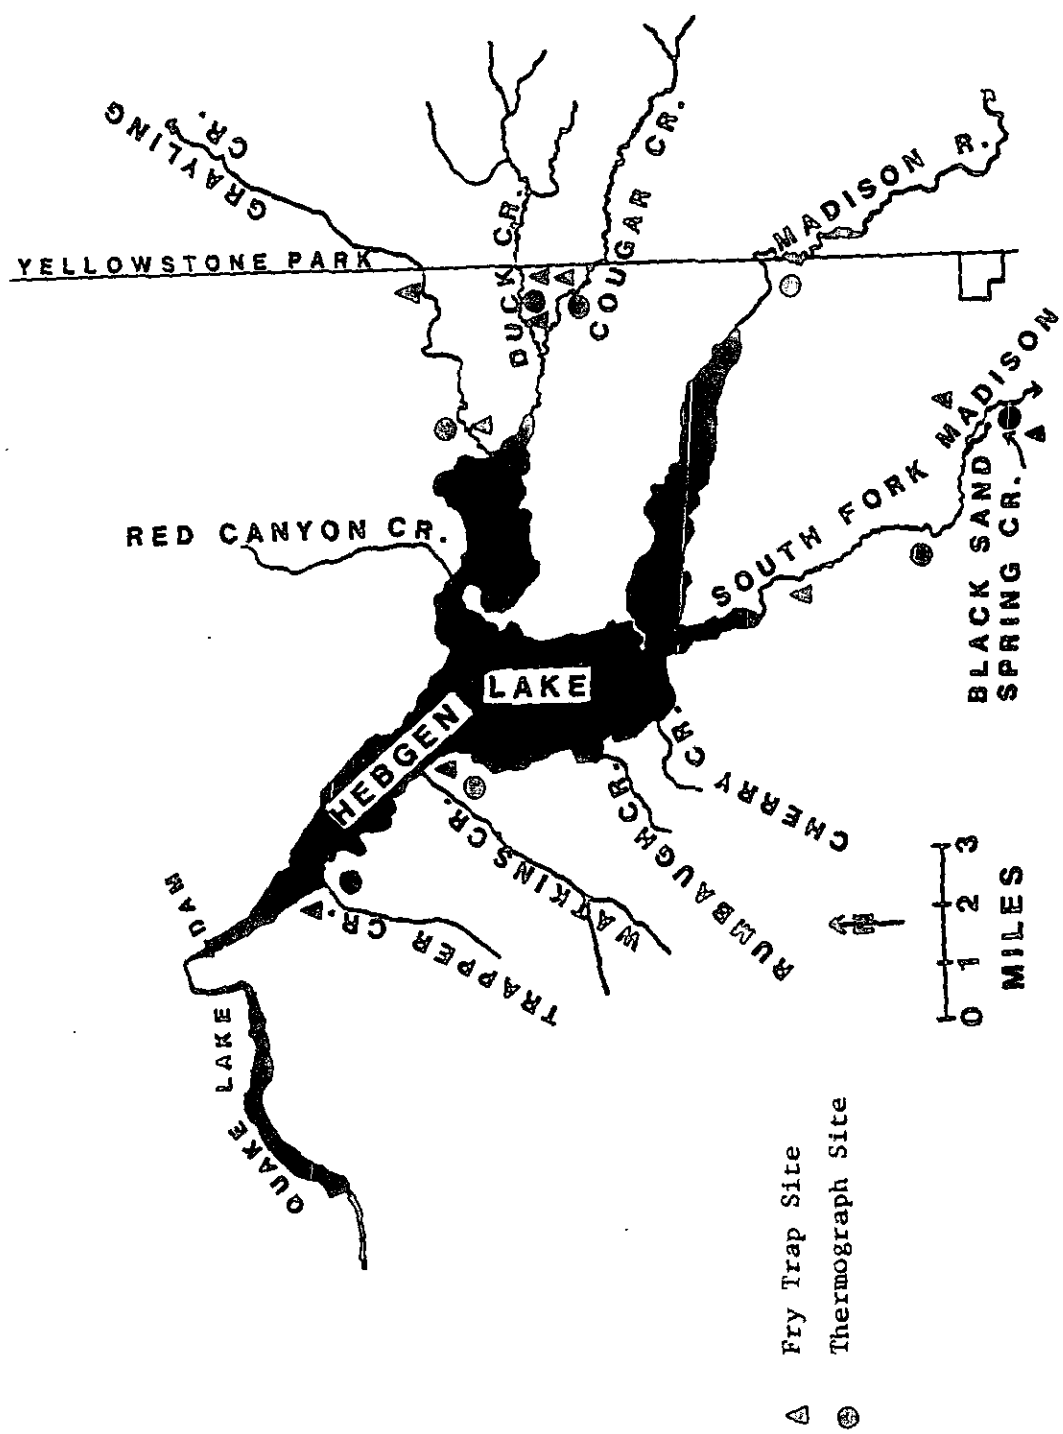 GRAYLING
CR.
YELLOWSTONE PARK
DUCK CR.
COUGAR CR.
MADISON R.
RED CANYON CR.
SOUTH FORK MADISON
BLACK SAND
SPRING CR.
HEBGEN
LAKE
CHERRY CR.
RUMBAUGH CR.
WATKINS CR.
TRAPPER CR.
DAM
QUAKE LAKE
N
0 1 2 3
MILES
Fry Trap Site
Thermograph Site